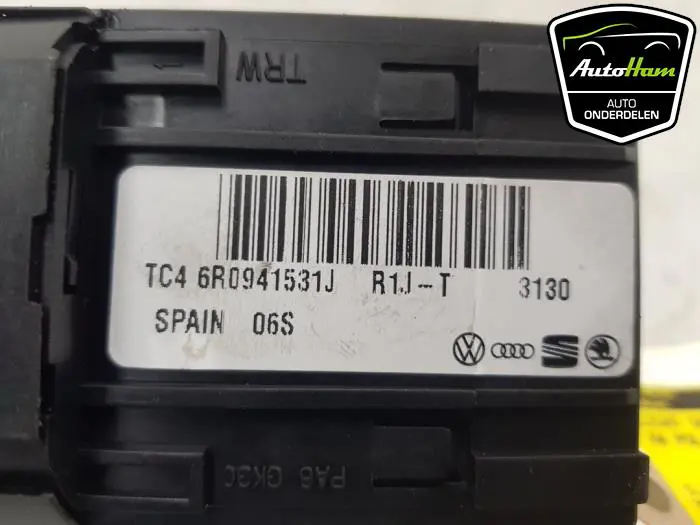 AutoHam
AUTO
ONDERDELEN
TRW
TC4 6R0941531J R1J-T 3130
SPAIN 06S
PA6 GK30